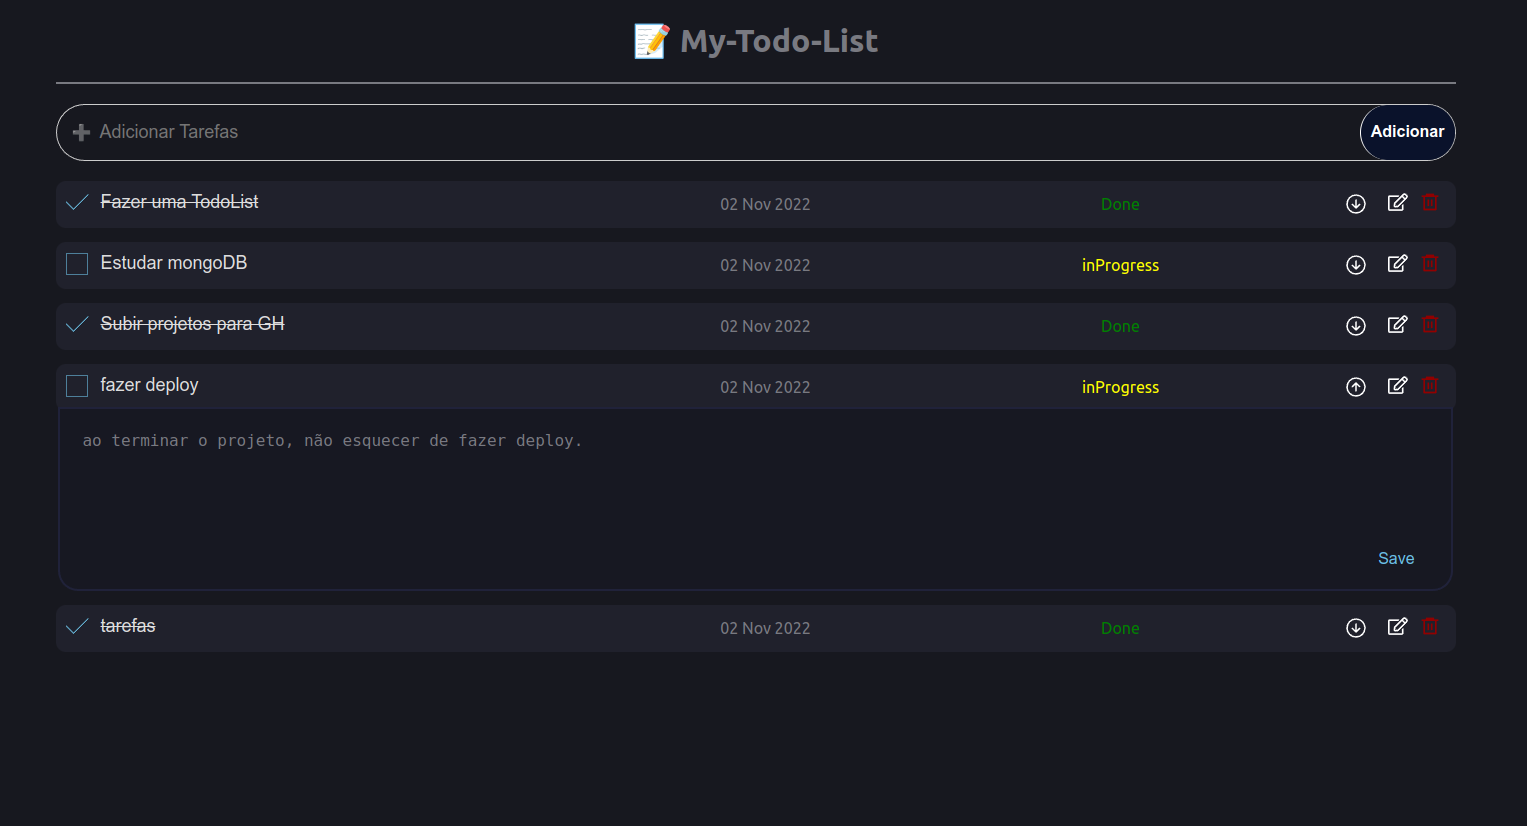 My-Todo-List
Adicionar Tarefas
Adicionar
Fazer uma TodoList 02 Nov 2022 Done
Estudar mongoDB 02 Nov 2022 inProgress
Subir projetos para GH 02 Nov 2022 Done
fazer deploy 02 Nov 2022 inProgress
ao terminar o projeto, não esquecer de fazer deploy.
Save
tarefas 02 Nov 2022 Done